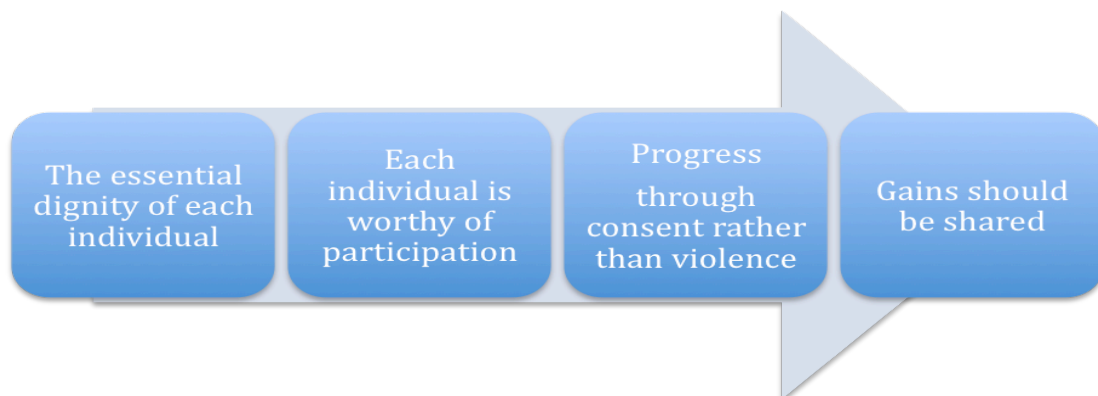 The essential
dignity of each
individual
Each
individual is
worthy of
participation
Progress
through
consent rather
than violence
Gains should
be shared